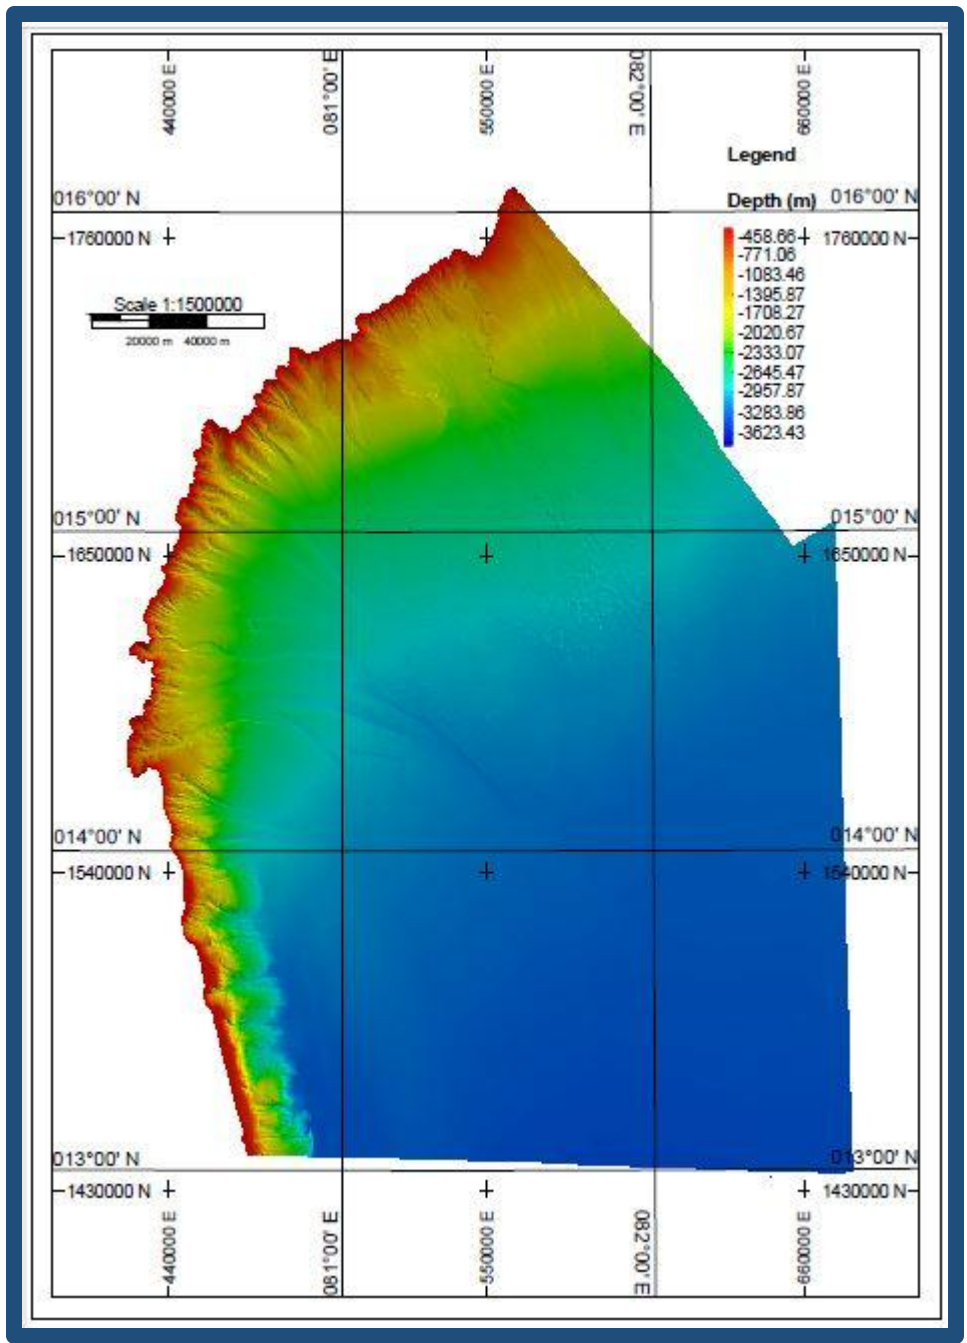 440000 E
081°00' E
550000 E
082°00' E
660000 E
Legend
Depth (m)
016°00' N
016°00' N
1760000 N
1760000 N
-458.66
-771.06
-1083.46
-1395.87
-1708.27
-2020.67
-2333.07
-2645.47
-2957.87
-3283.86
-3623.43
Scale 1:1500000
20000 m 40000 m
015°00' N
015°00' N
1650000 N
1650000 N
014°00' N
014°00' N
1540000 N
1540000 N
013°00' N
013°00' N
1430000 N
1430000 N
440000 E
081°00' E
550000 E
082°00' E
660000 E